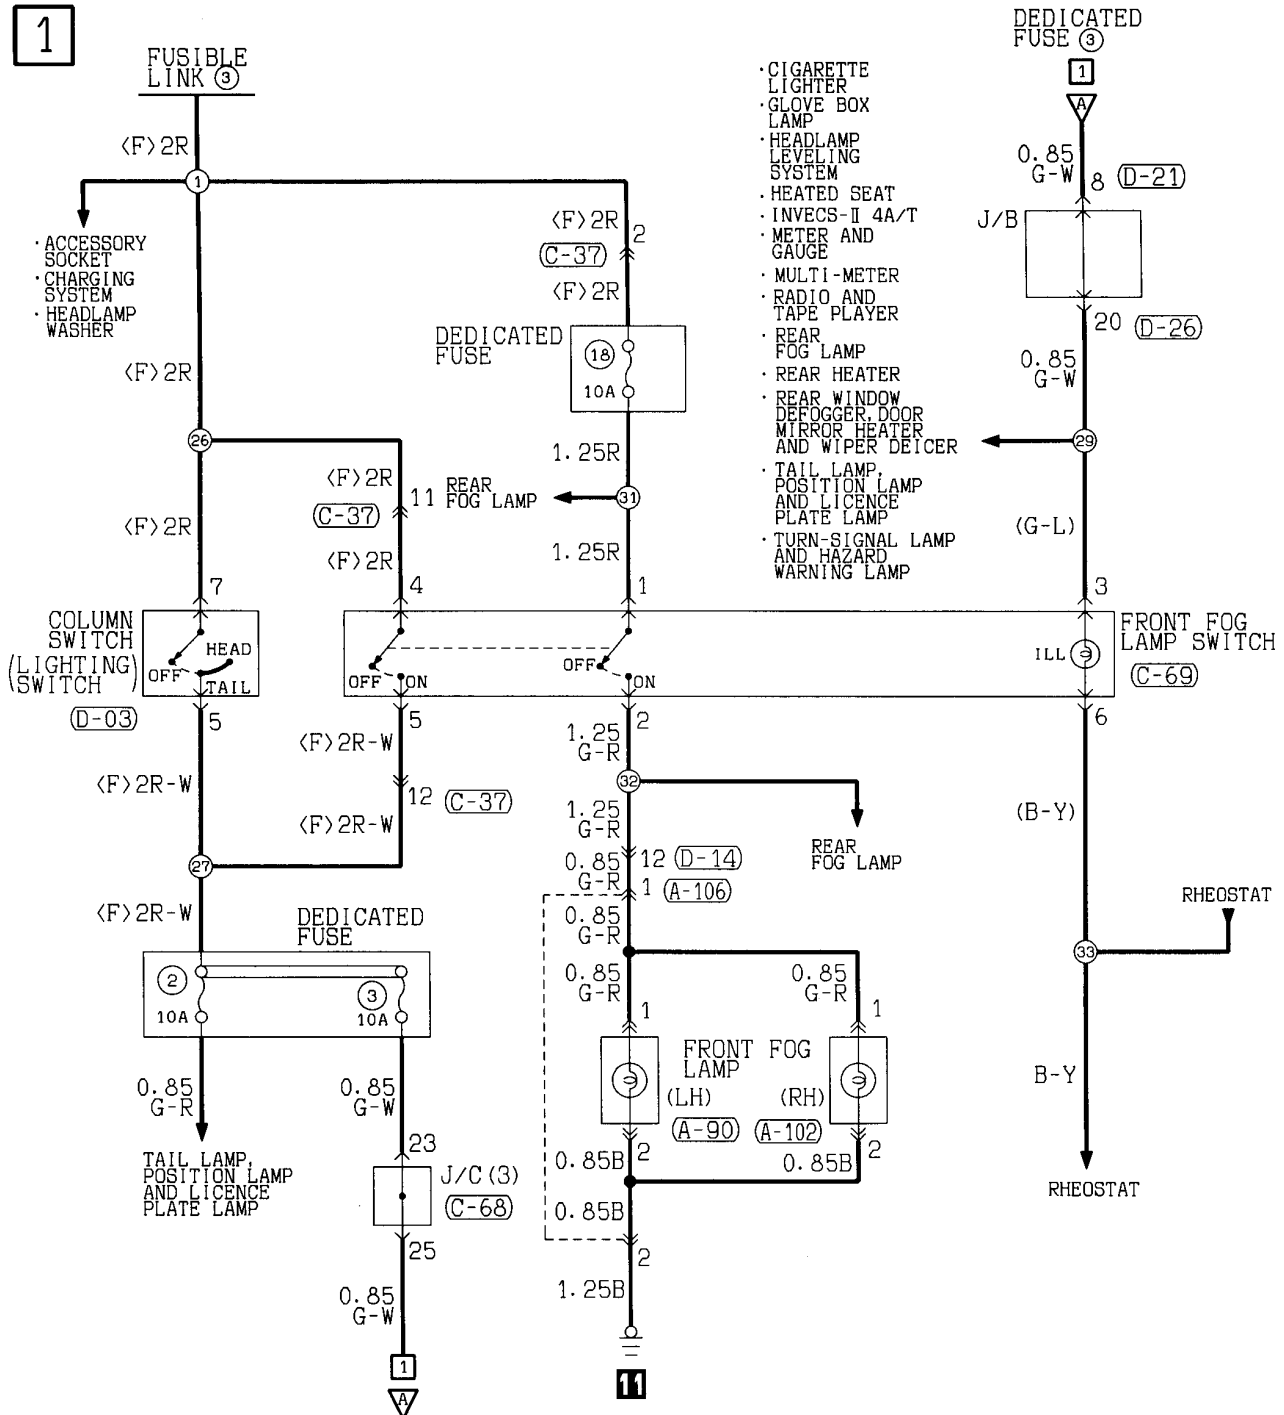 1
FUSIBLE
LINK ③
DEDICATED
FUSE ③
1
A
<F>2R
1
· ACCESSORY
SOCKET
· CHARGING
SYSTEM
· HEADLAMP
WASHER
<F>2R
2
(C-37)
<F>2R
· CIGARETTE
LIGHTER
· GLOVE BOX
LAMP
· HEADLAMP
LEVELING
SYSTEM
· HEATED SEAT
· INVECS-Ⅱ 4A/T
· METER AND
GAUGE
· MULTI-METER
· RADIO AND
TAPE PLAYER
· REAR
FOG LAMP
· REAR HEATER
· REAR WINDOW
DEFOGGER, DOOR
MIRROR HEATER
AND WIPER DEICER
· TAIL LAMP,
POSITION LAMP
AND LICENCE
PLATE LAMP
· TURN-SIGNAL LAMP
AND HAZARD
WARNING LAMP
0.85
G-W
8 (D-21)
J/B
20 (D-26)
0.85
G-W
29
(G-L)
3
DEDICATED
FUSE
18
10A
1.25R
REAR
FOG LAMP
31
1.25R
1
<F>2R
26
<F>2R
11
(C-37)
<F>2R
4
<F>2R
7
COLUMN
SWITCH
(LIGHTING
SWITCH)
(D-03)
OFF
HEAD
TAIL
5
OFF
ON
5
OFF
ON
2
ILL
FRONT FOG
LAMP SWITCH
(C-69)
6
<F>2R-W
<F>2R-W
12 (C-37)
<F>2R-W
27
<F>2R-W
1.25
G-R
32
REAR
FOG LAMP
1.25
G-R
12 (D-14)
0.85
G-R
1 (A-106)
0.85
G-R
0.85
G-R
0.85
G-R
1
1
(B-Y)
RHEOSTAT
33
B-Y
RHEOSTAT
DEDICATED
FUSE
2
10A
3
10A
0.85
G-R
TAIL LAMP,
POSITION LAMP
AND LICENCE
PLATE LAMP
0.85
G-W
23
J/C(3)
(C-68)
25
0.85
G-W
1
A
FRONT FOG
LAMP
(LH)
(RH)
(A-90)
(A-102)
2
2
0.85B
0.85B
0.85B
2
1.25B
11